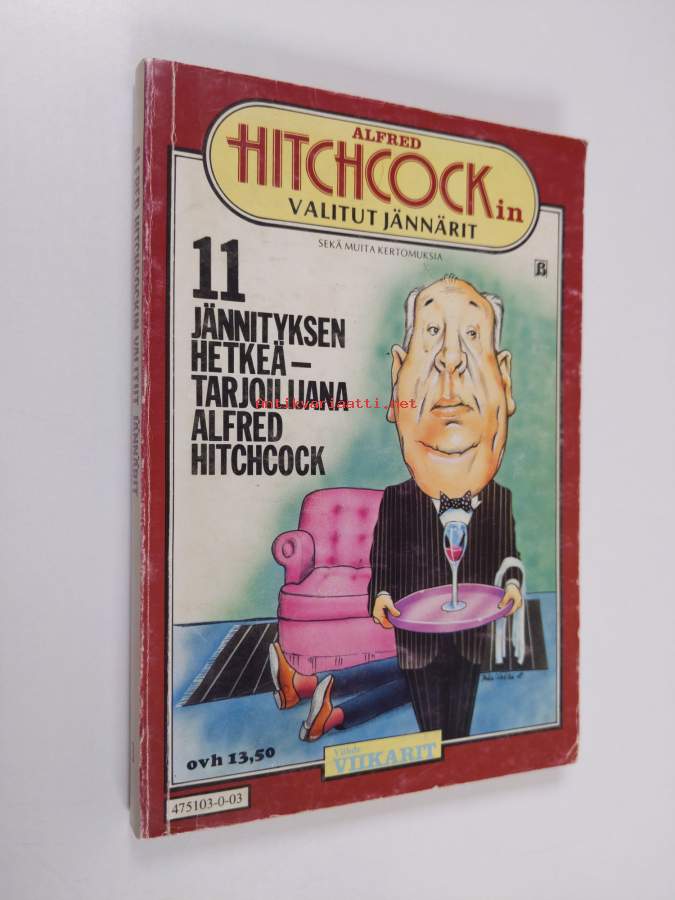 ALFRED
HITCHCOCKin
VALITUT JÄNNÄRIT
SEKÄ MUITA KERTOMUKSIA
11
JÄNNITYKSEN
HETKEÄ —
TARJOILIJANA
ALFRED
HITCHCOCK
antikvariaatti.net
ovh 13,50
VIIKARIT
475103-0-03
ALFRED HITCHCOCKIN VALITUT JÄNNÄRIT